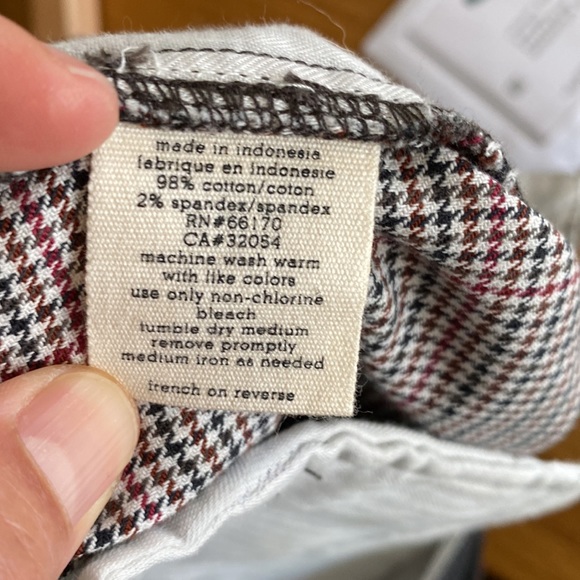 made in indonesia
fabrique en indonesie
98% cotton/coton
2% spandex/spandex
RN#66170
CA#32054
machine wash warm
with like colors
use only non-chlorine
bleach
tumble dry medium
remove promptly
medium iron as needed
french on reverse